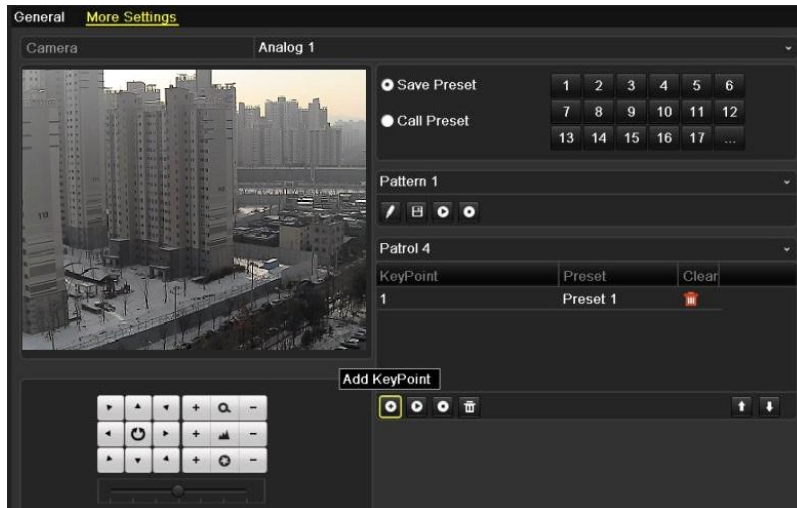 General More Settings
Camera Analog 1
Save Preset
Call Preset
1 2 3 4 5 6
7 8 9 10 11 12
13 14 15 16 17 ...
Pattern 1
Patrol 4
KeyPoint Preset Clear
1 Preset 1
Add KeyPoint